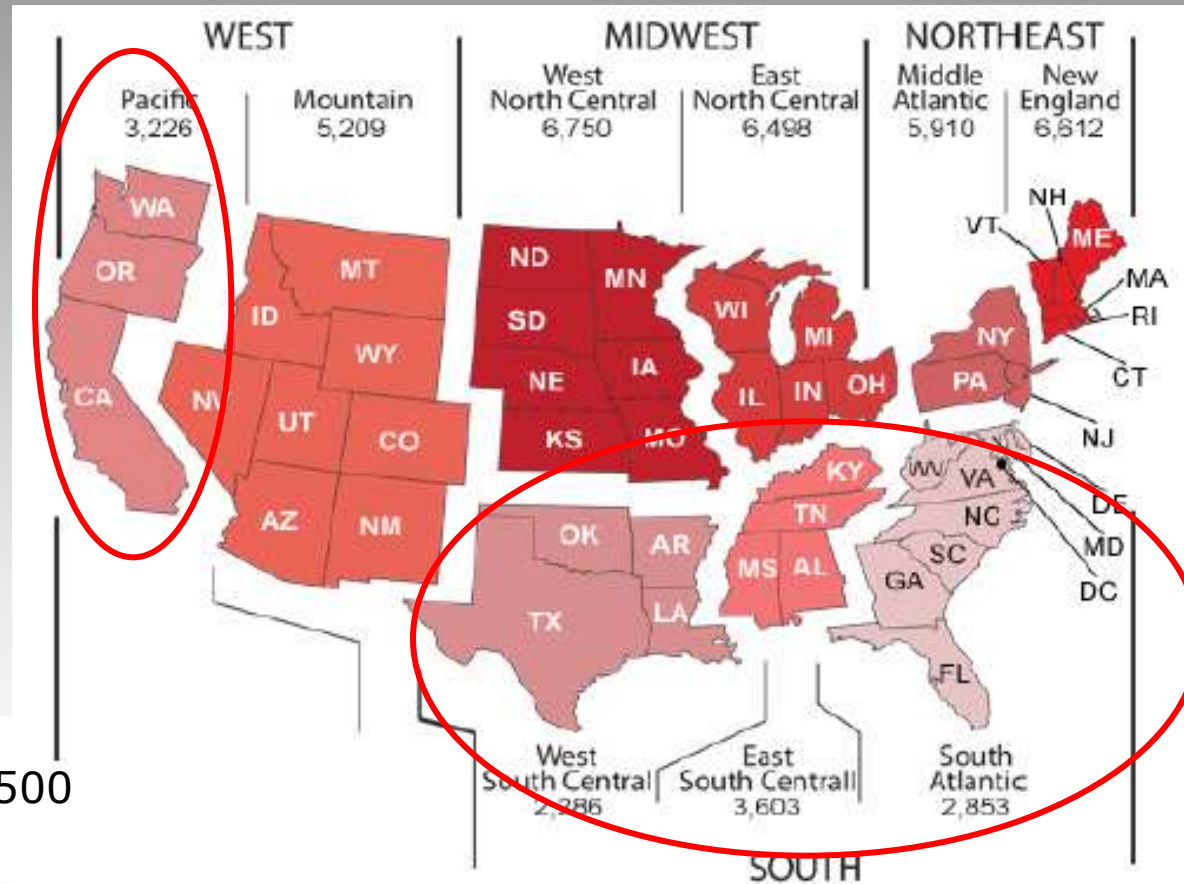 WEST
MIDWEST
NORTHEAST
Pacific
3,226
Mountain
5,209
West
North Central
6,750
East
North Central
6,498
Middle
Atlantic
5,910
New
England
6,612
WA
OR
CA
MT
ID
WY
NV
UT
CO
AZ
NM
ND
MN
SD
NE
IA
KS
MO
WI
MI
IL
IN
OH
NH
VT
ME
MA
RI
CT
NY
PA
NJ
KY
TN
MS
AL
OK
AR
TX
LA
WV
VA
NC
SC
GA
FL
DE
MD
DC
500
West
South Central
2,286
East
South Centrall
3,603
South
Atlantic
2,853
SOUTH